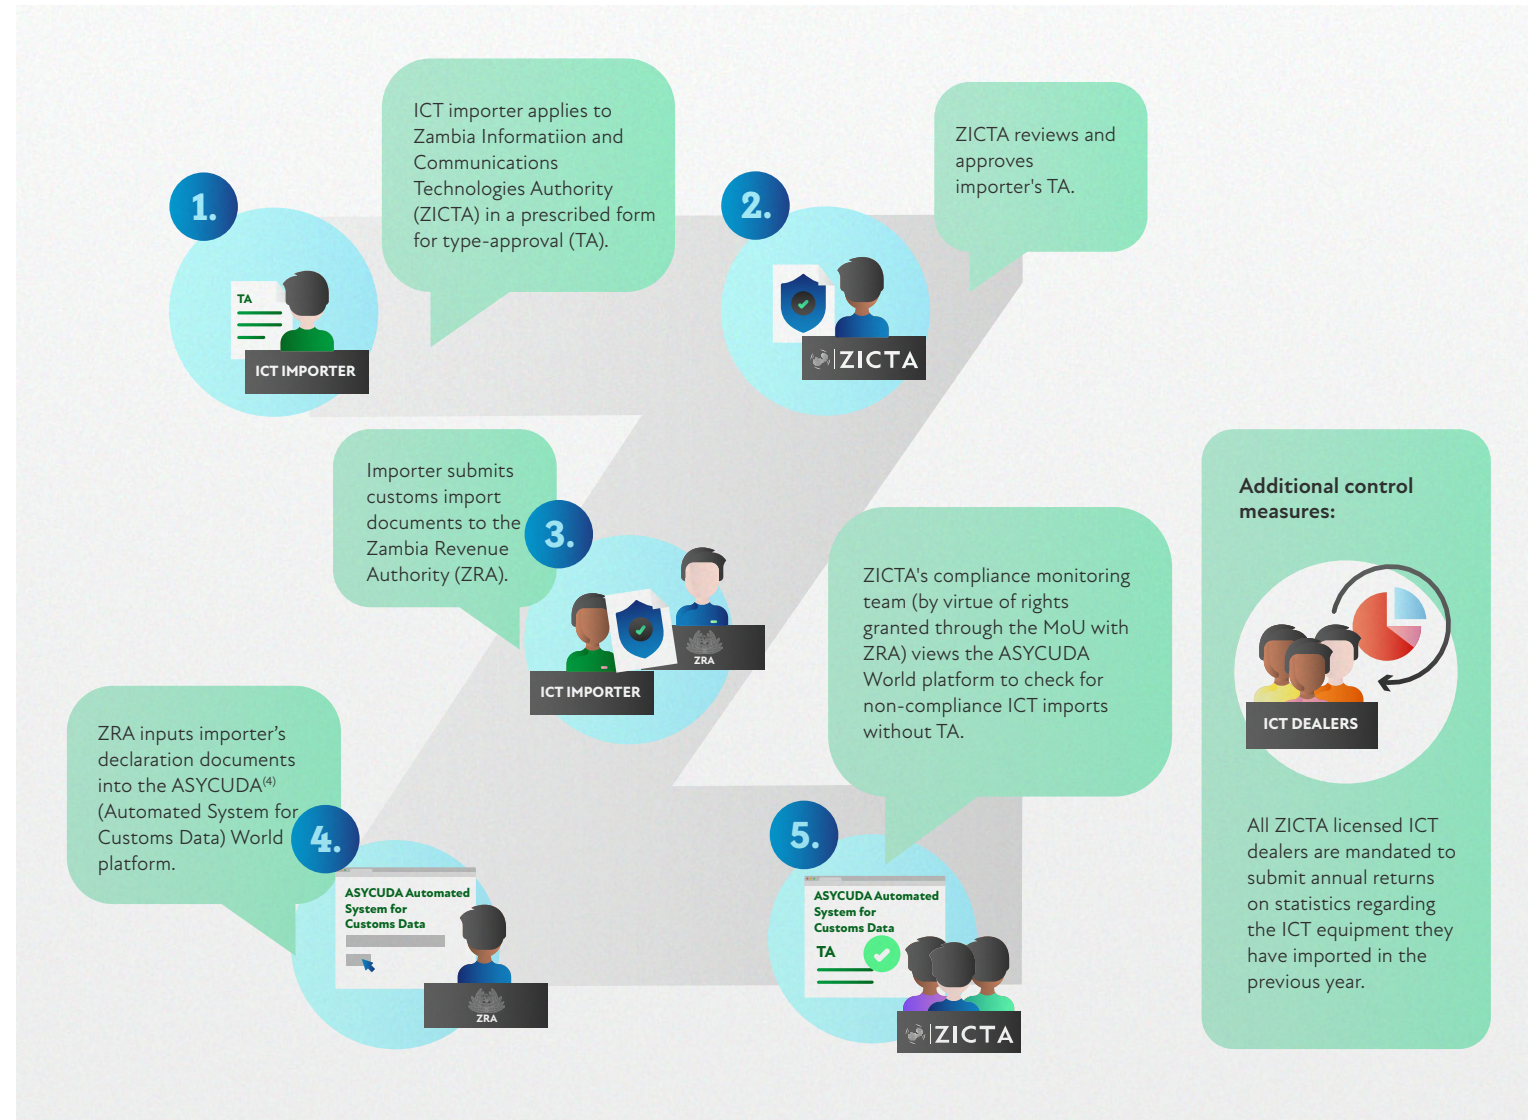 1.
ICT importer applies to
Zambia Informatiion and
Communications
Technologies Authority
(ZICTA) in a prescribed form
for type-approval (TA).
TA
ICT IMPORTER
2.
ZICTA reviews and
approves
importer's TA.
ZICTA
3.
Importer submits
customs import
documents to the
Zambia Revenue
Authority (ZRA).
ZRA
ICT IMPORTER
4.
ZRA inputs importer’s
declaration documents
into the ASYCUDA(4)
(Automated System for
Customs Data) World
platform.
ASYCUDA Automated
System for
Customs Data
ZRA
5.
ZICTA's compliance monitoring
team (by virtue of rights
granted through the MoU with
ZRA) views the ASYCUDA
World platform to check for
non-compliance ICT imports
without TA.
ASYCUDA Automated
System for
Customs Data
TA
ZICTA
Additional control
measures:
ICT DEALERS
All ZICTA licensed ICT
dealers are mandated to
submit annual returns
on statistics regarding
the ICT equipment they
have imported in the
previous year.